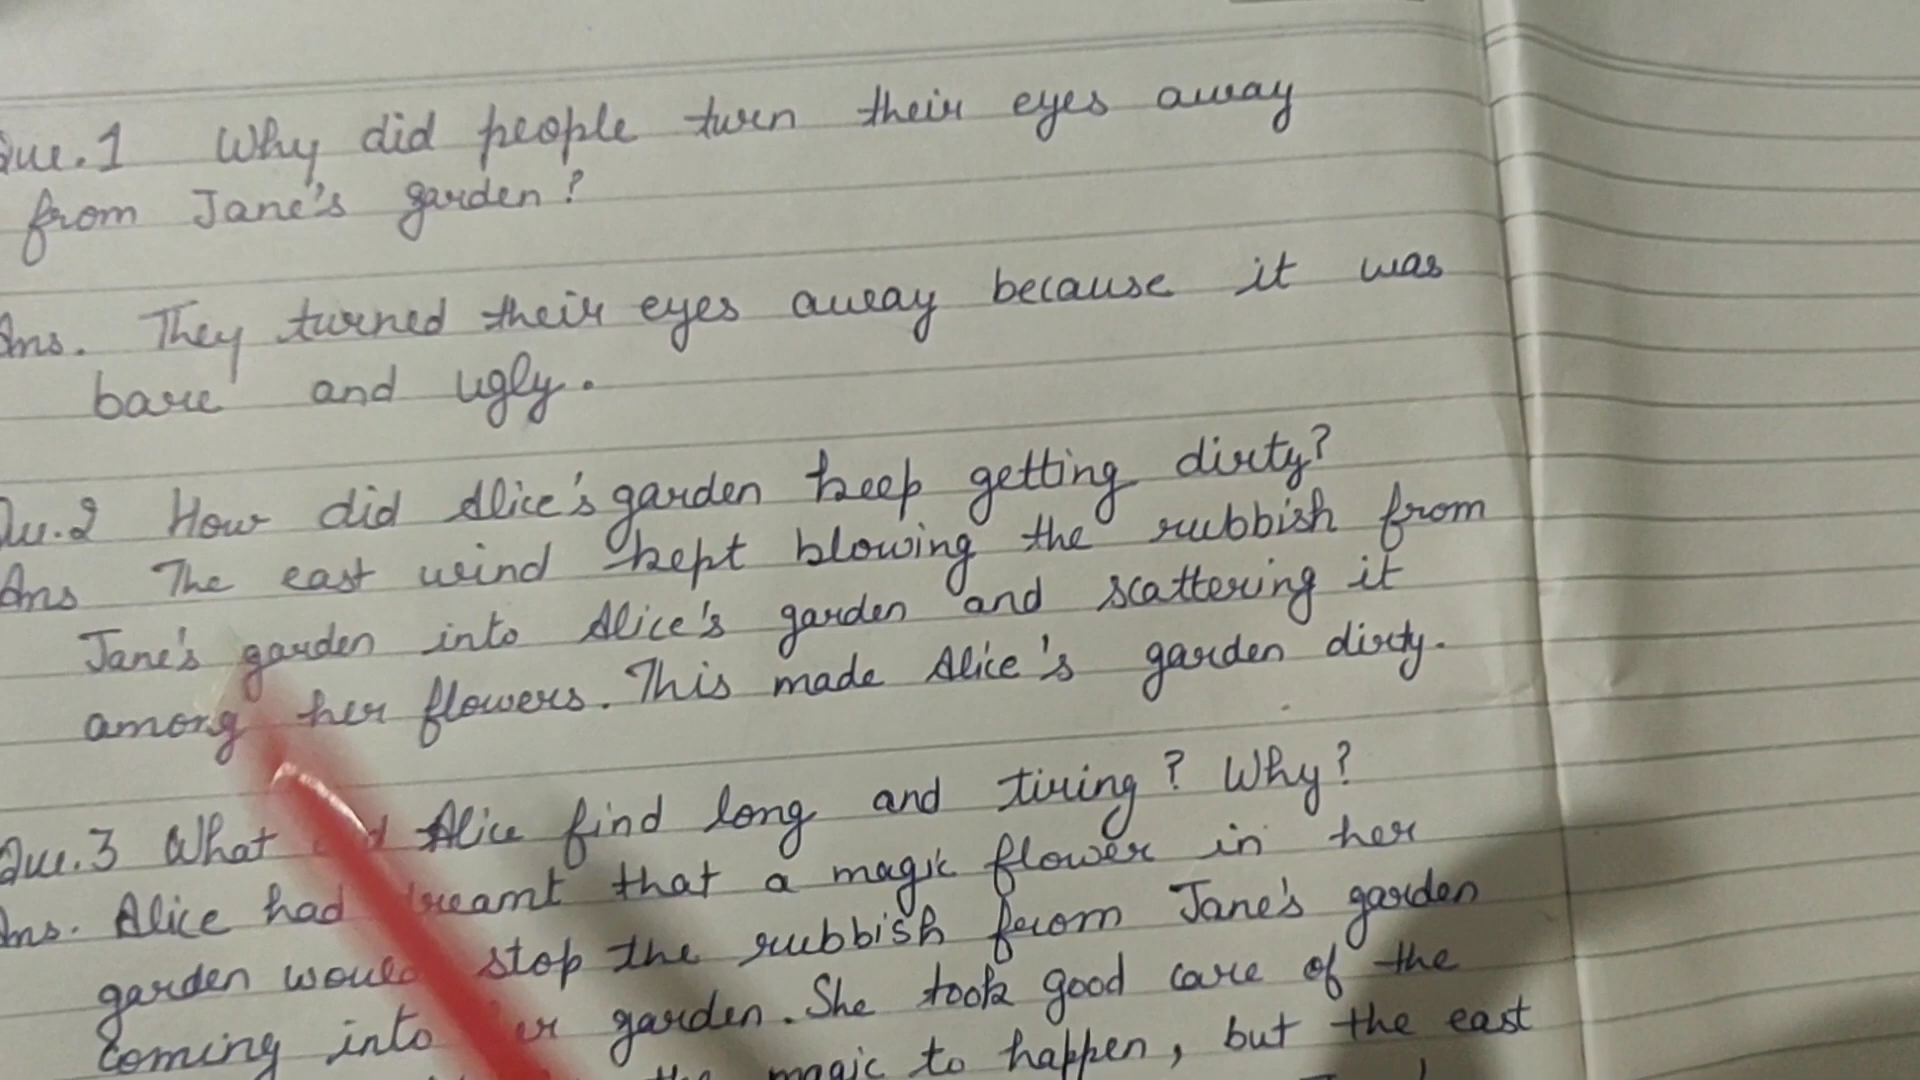 Que.1 Why did people turn their eyes away
from Jane's garden?
Ans. They turned their eyes away because it was
bare and ugly.
Qu.2 How did Alice's garden keep getting dirty?
Ans The east wind kept blowing the rubbish from
Jane's garden into Alice's garden and scattering it
among her flowers. This made Alice's garden dirty.
Que.3 What Alice find long and tiring? Why?
Ans. Alice had dreamt that a magic flower in her
garden would stop the rubbish from Jane's garden
coming into her garden. She took good care of the
magic to happen, but the east